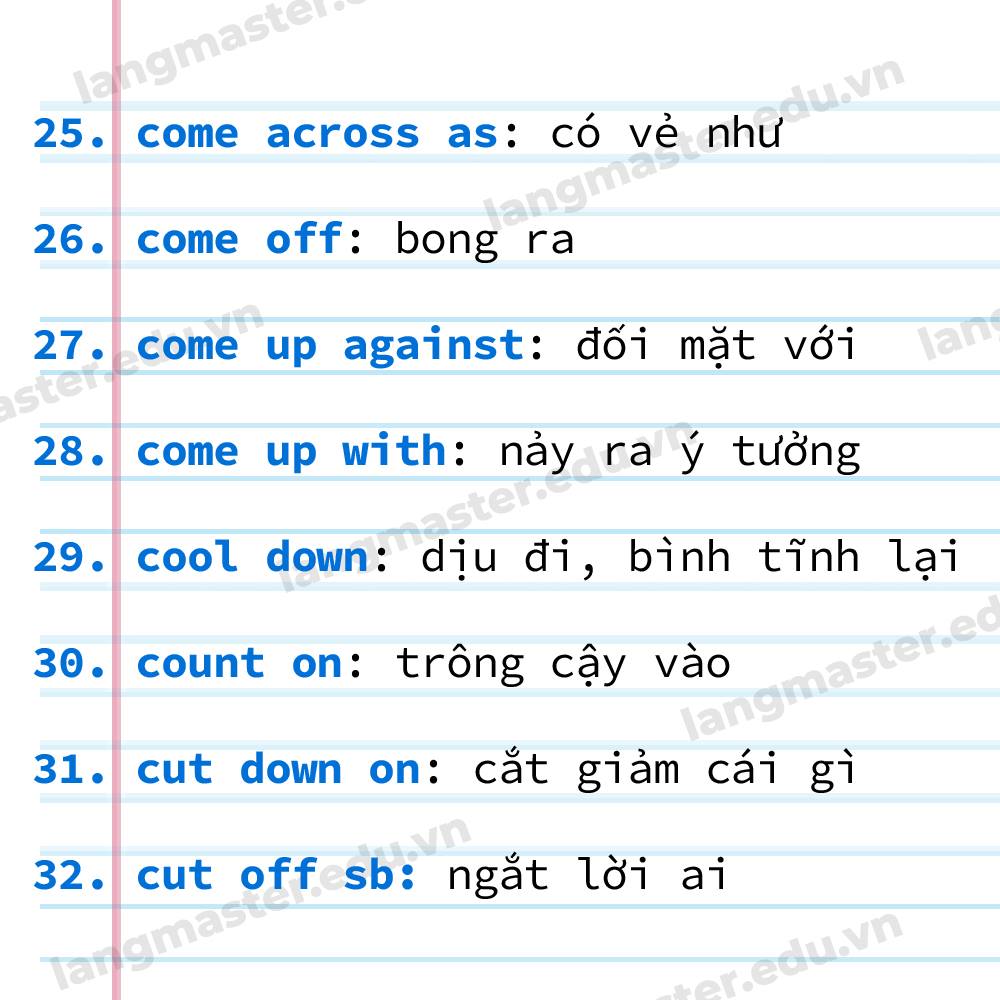 langmaster.edu.vn
25. come across as: có vẻ như
26. come off: bong ra
27. come up against: đối mặt với
28. come up with: nảy ra ý tưởng
29. cool down: dịu đi, bình tĩnh lại
30. count on: trông cậy vào
31. cut down on: cắt giảm cái gì
32. cut off sb: ngắt lời ai
langmaster.edu.vn